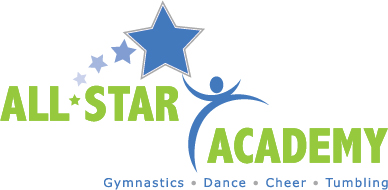 ALL★STAR
ACADEMY
Gymnastics • Dance • Cheer • Tumbling